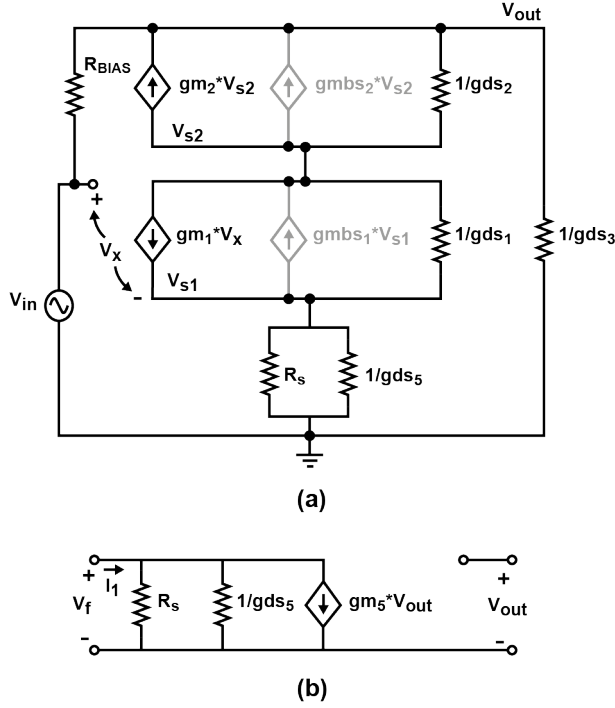 Vout
RBIAS
gm2*Vs2
gmbs2*Vs2
1/gds2
Vs2
+
Vx
-
gm1*Vx
gmbs1*Vs1
1/gds1
1/gds3
Vs1
Vin
Rs
1/gds5
(a)
+
I1
Vf
-
Rs
1/gds5
gm5*Vout
+
Vout
-
(b)